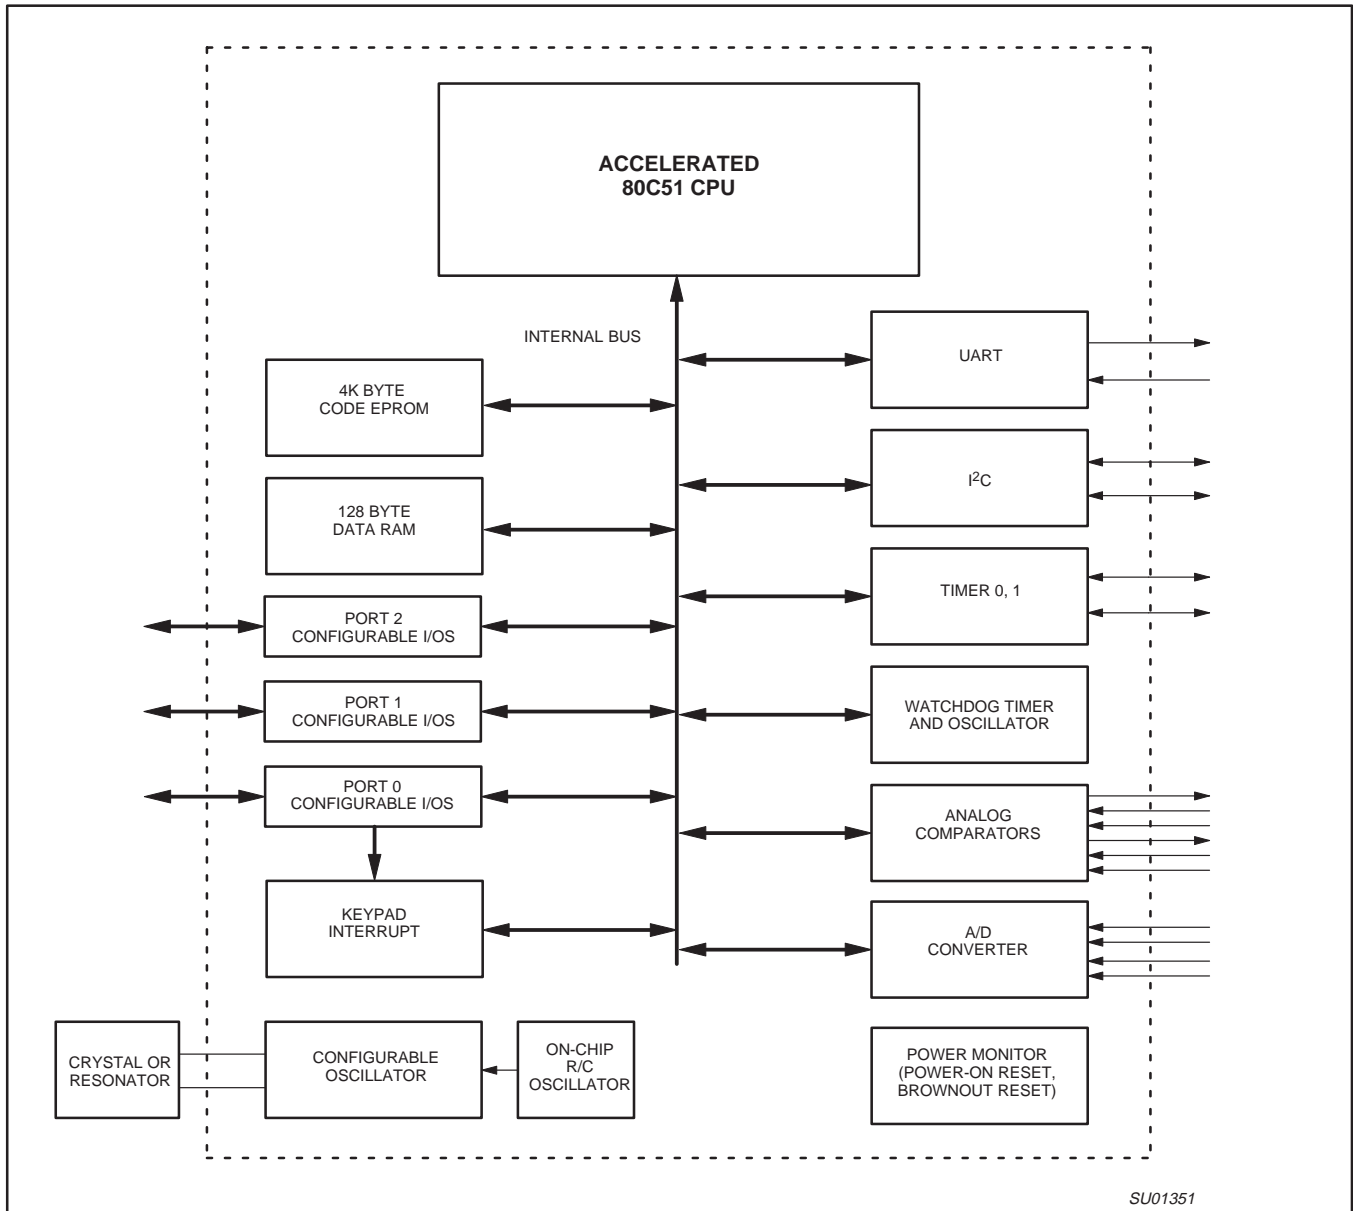 ACCELERATED
80C51 CPU
INTERNAL BUS
4K BYTE
CODE EPROM
128 BYTE
DATA RAM
PORT 2
CONFIGURABLE I/OS
PORT 1
CONFIGURABLE I/OS
PORT 0
CONFIGURABLE I/OS
KEYPAD
INTERRUPT
CRYSTAL OR
RESONATOR
CONFIGURABLE
OSCILLATOR
ON-CHIP
R/C
OSCILLATOR
UART
I²C
TIMER 0, 1
WATCHDOG TIMER
AND OSCILLATOR
ANALOG
COMPARATORS
A/D
CONVERTER
POWER MONITOR
(POWER-ON RESET,
BROWNOUT RESET)
SU01351